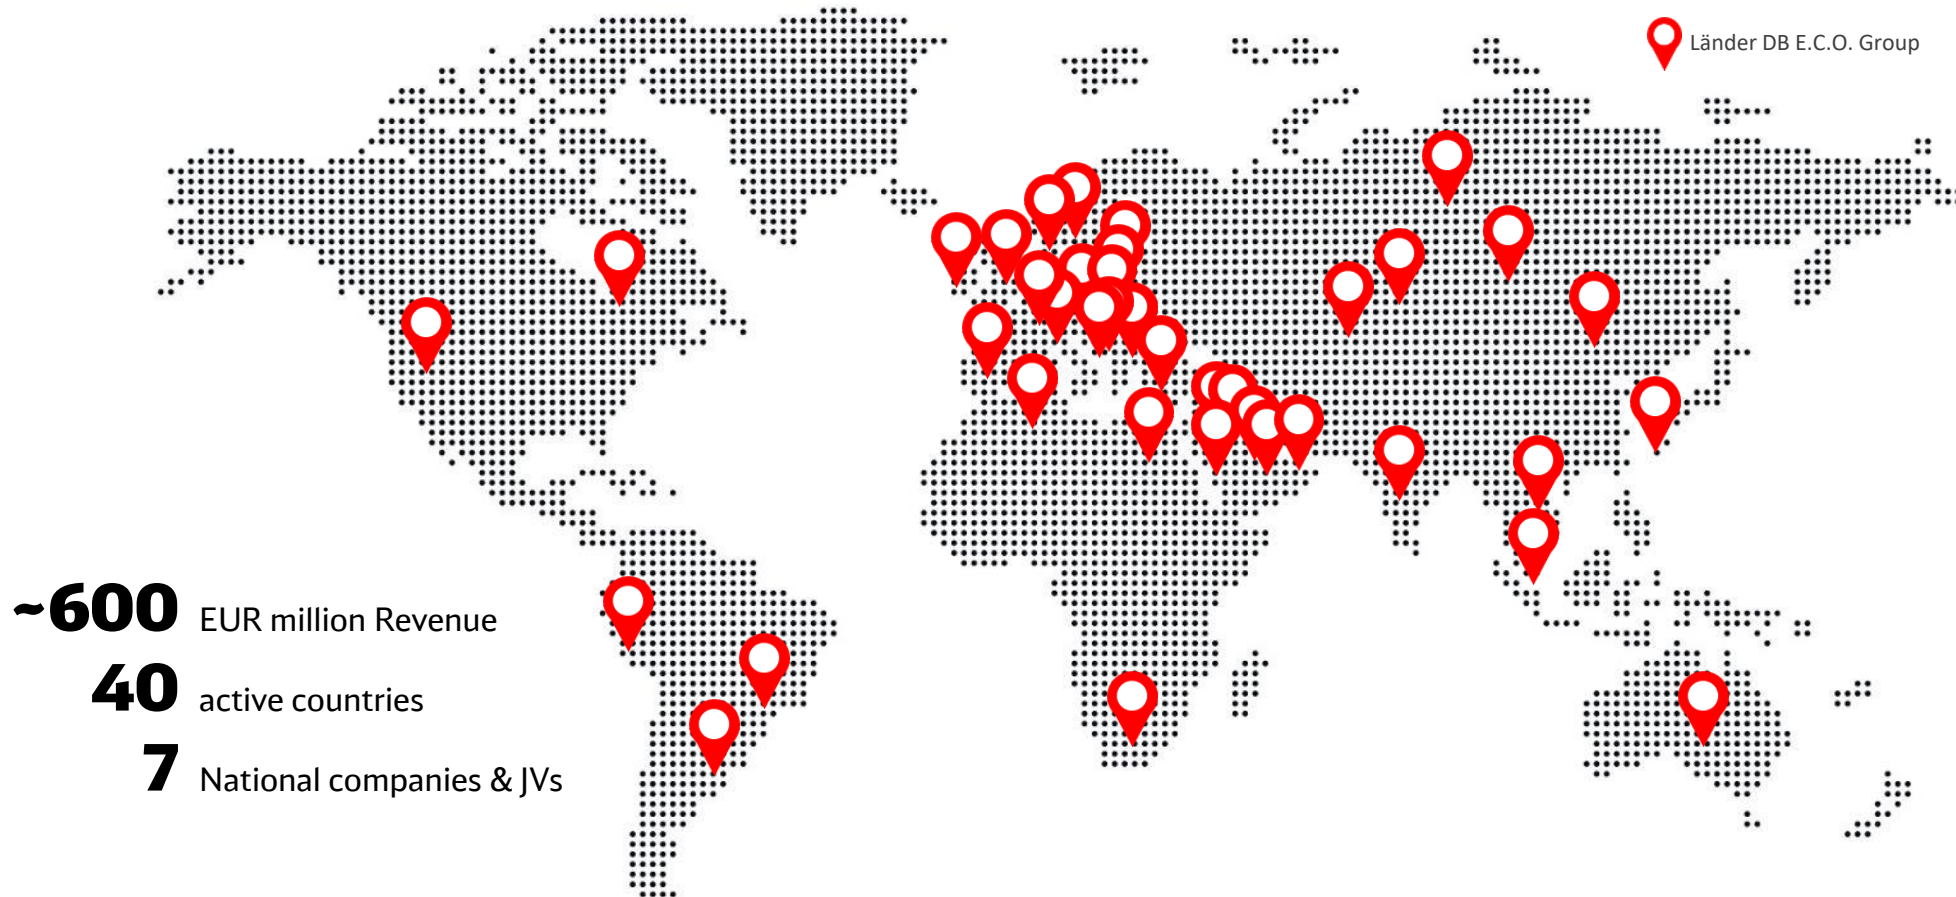 Länder DB E.C.O. Group
~600 EUR million Revenue
40 active countries
7 National companies & JVs